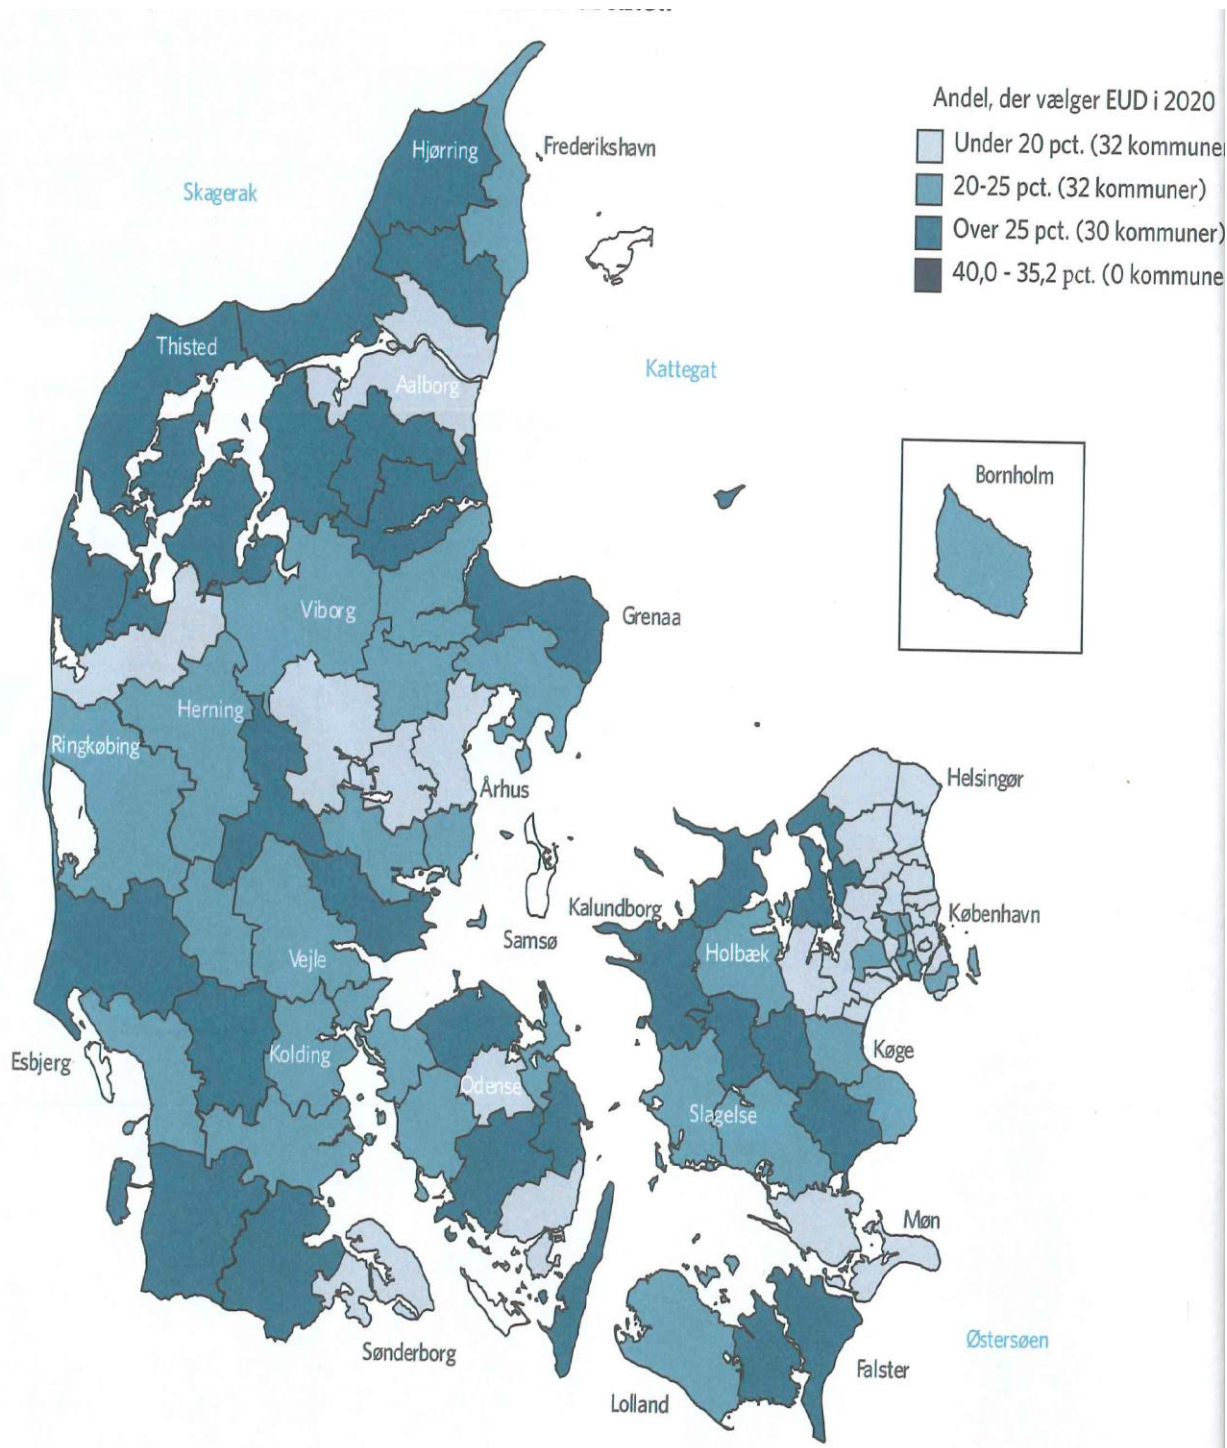 Andel, der vælger EUD i 2020
Under 20 pct. (32 kommuner
20-25 pct. (32 kommuner)
Over 25 pct. (30 kommuner)
40,0 - 35,2 pct. (0 kommune
Hjørring
Frederikshavn
Skagerak
Thisted
Kattegat
Aalborg
Bornholm
Viborg
Grenaa
Herning
Ringkøbing
Helsingør
Århus
Kalundborg
København
Samsø
Holbæk
Vejle
Esbjerg
Kolding
Køge
Odense
Slagelse
Møn
Østersøen
Sønderborg
Falster
Lolland